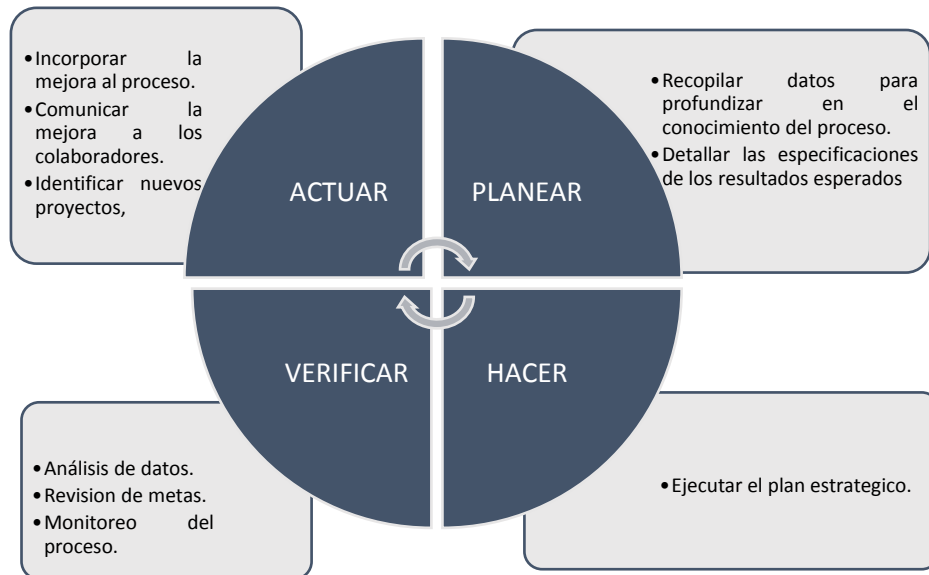 •Incorporar la
mejora al proceso.
•Comunicar la
mejora a los
colaboradores.
•Identificar nuevos
proyectos,
ACTUAR
PLANEAR
•Recopilar datos para
profundizar en el
conocimiento del proceso.
•Detallar las especificaciones
de los resultados esperados
VERIFICAR
HACER
•Análisis de datos.
•Revision de metas.
•Monitoreo del
proceso.
•Ejecutar el plan estrategico.